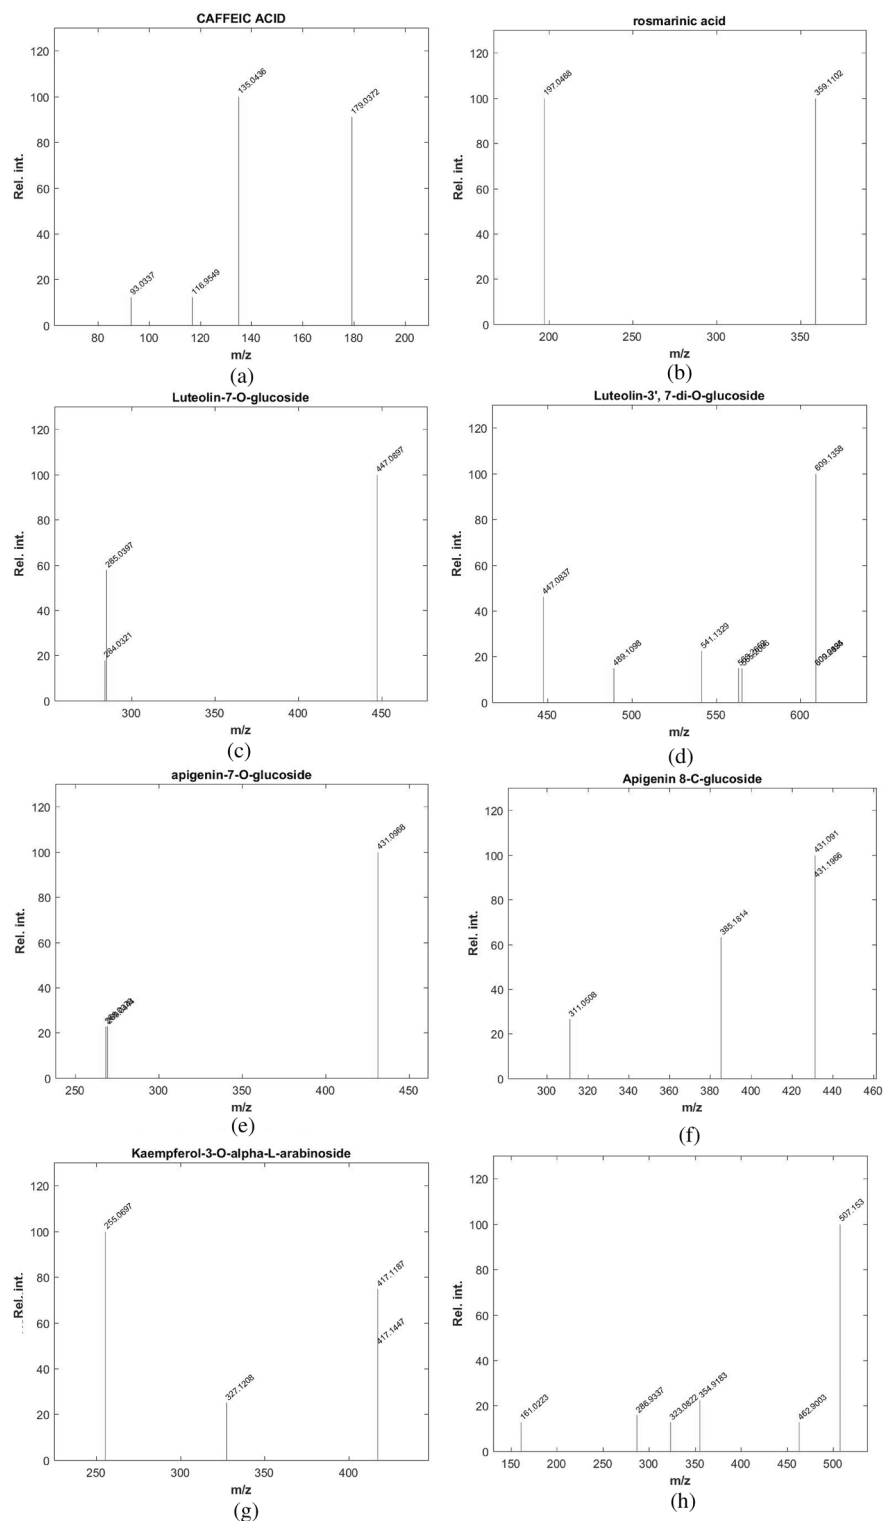 CAFFEIC ACID
120
100
80
60
40
20
0
Rel. int.
93.0337
116.9549
135.0436
179.0372
80 100 120 140 160 180 200
m/z
(a)
rosmarinic acid
120
100
80
60
40
20
0
Rel. int.
197.0468
359.1102
200 250 300 350
m/z
(b)
Luteolin-7-O-glucoside
120
100
80
60
40
20
0
Rel. int.
284.0321
285.0397
447.0897
300 350 400 450
m/z
(c)
Luteolin-3', 7-di-O-glucoside
120
100
80
60
40
20
0
Rel. int.
447.0837
489.1098
541.1329
609.1358
450 500 550 600
m/z
(d)
apigenin-7-O-glucoside
120
100
80
60
40
20
0
Rel. int.
431.0968
250 300 350 400 450
m/z
(e)
Apigenin 8-C-glucoside
120
100
80
60
40
20
0
Rel. int.
311.0508
385.1814
431.091
431.1966
300 320 340 360 380 400 420 440 460
m/z
(f)
Kaempferol-3-O-alpha-L-arabinoside
120
100
80
60
40
20
0
Rel. int.
255.0697
327.1208
417.1187
417.1447
250 300 350 400
m/z
(g)
120
100
80
60
40
20
0
Rel. int.
161.0223
286.9337
323.0822
354.9183
462.9003
507.153
150 200 250 300 350 400 450 500
m/z
(h)